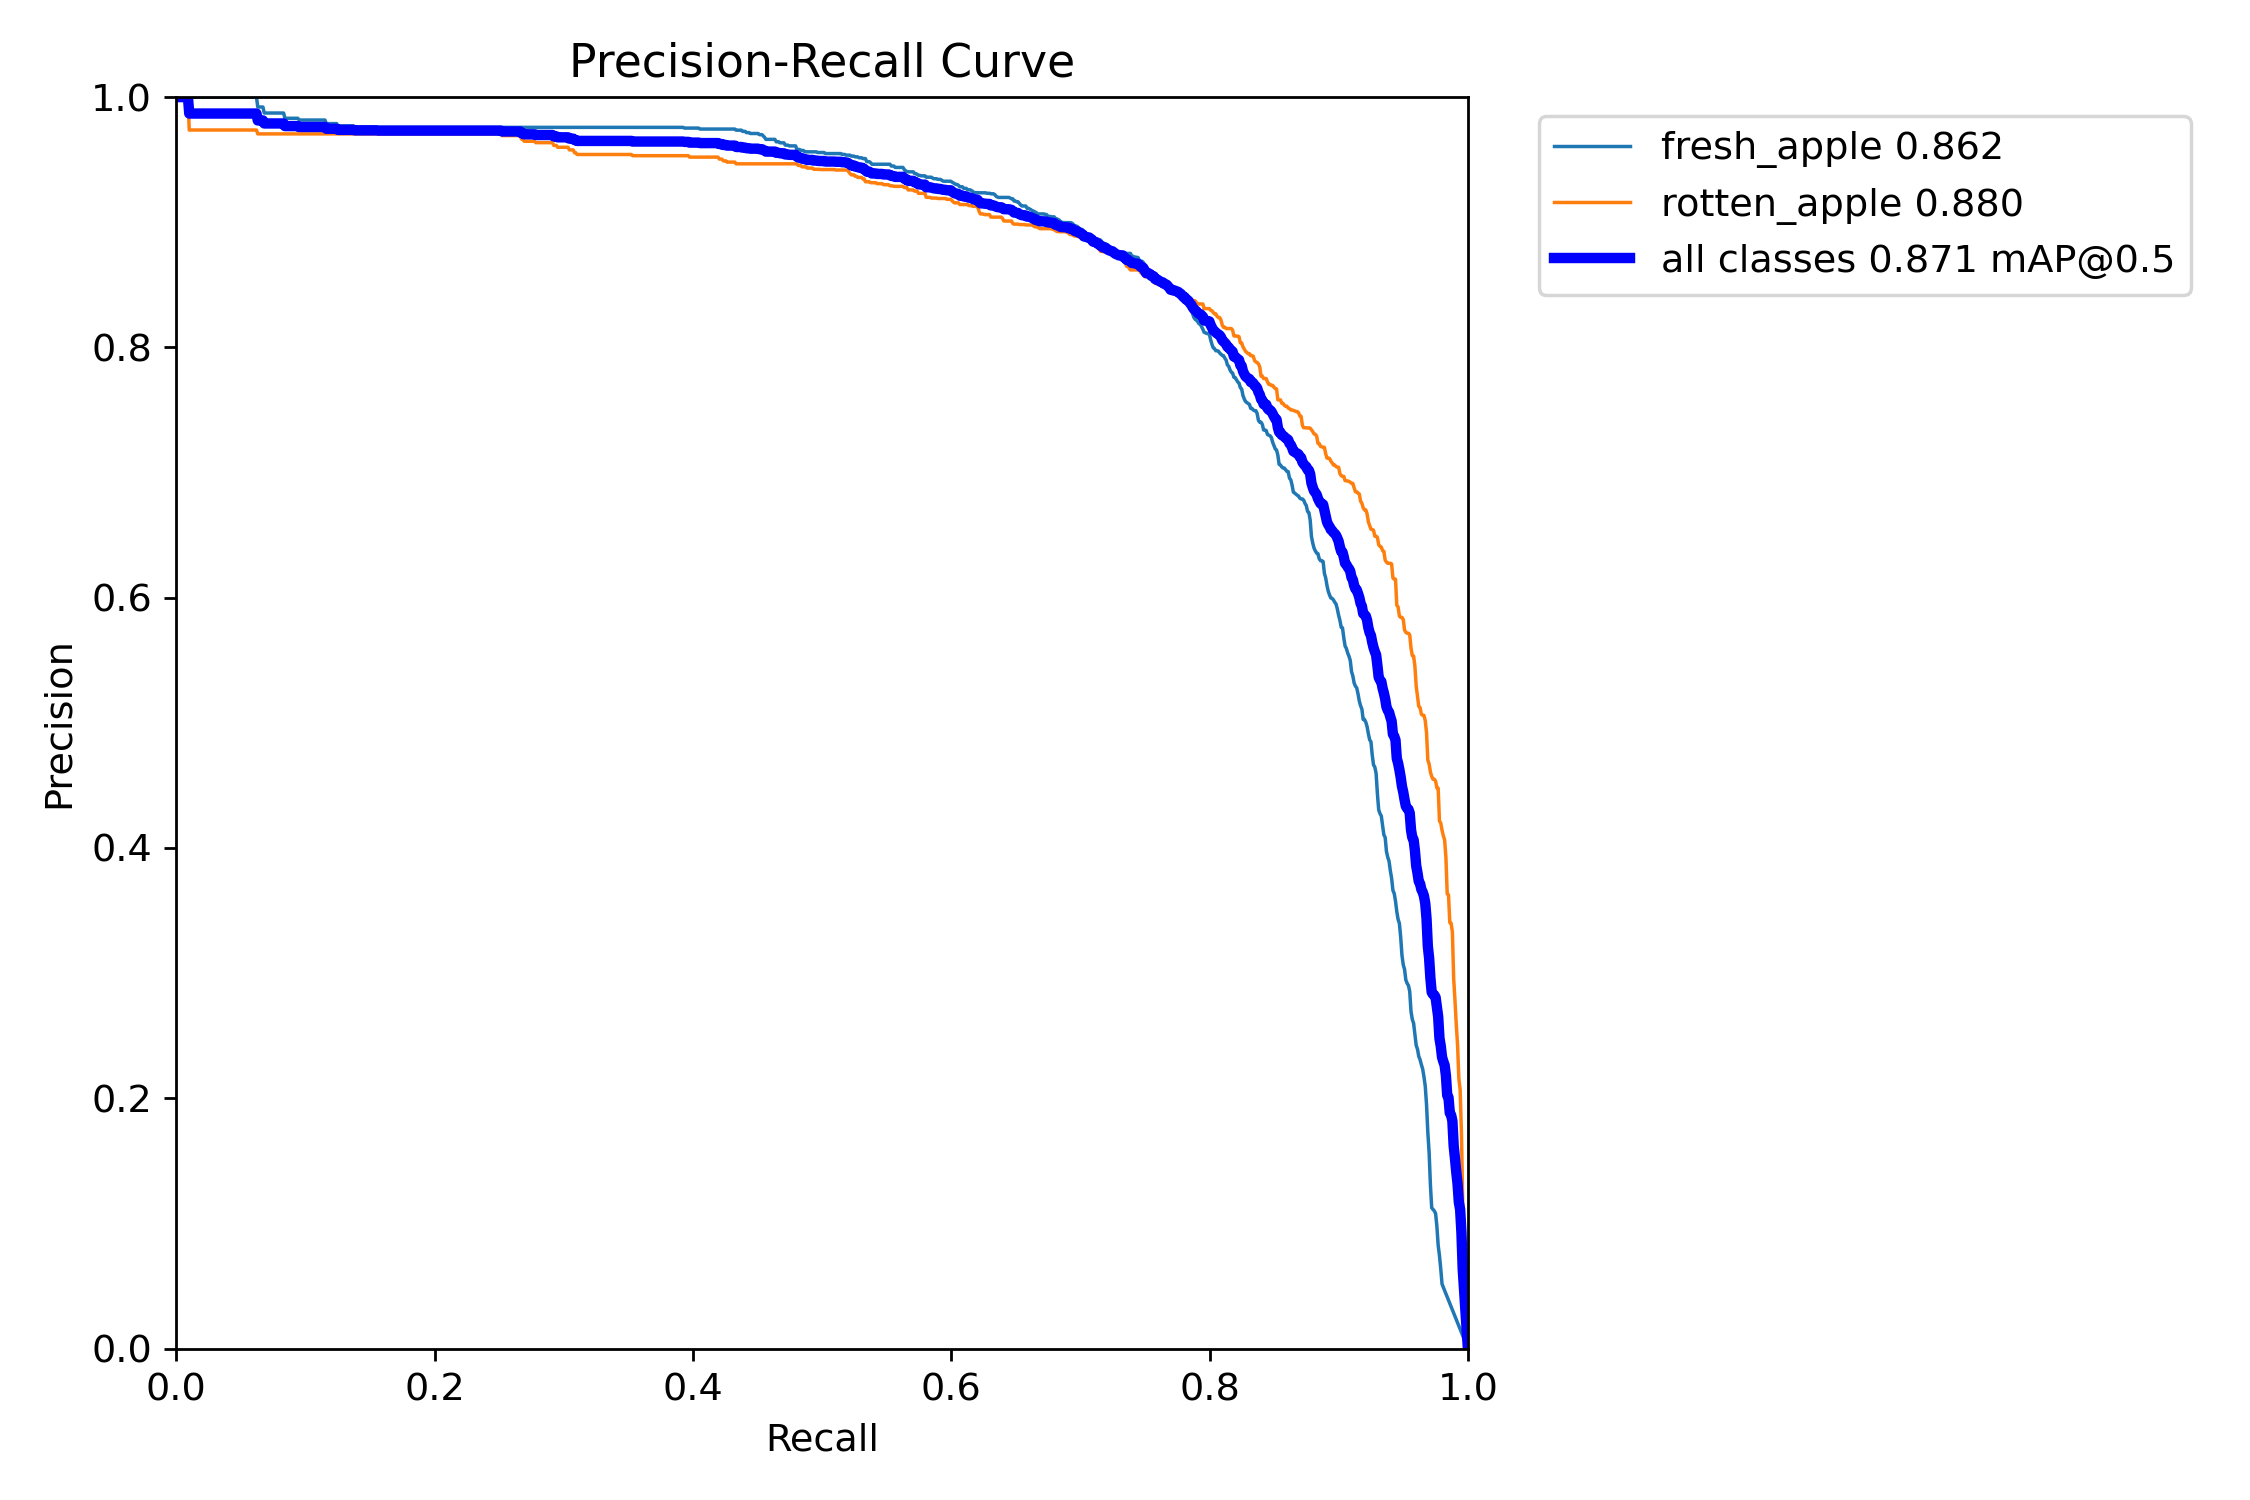 Precision-Recall Curve
1.0
0.8
0.6
0.4
0.2
0.0
Precision
0.0 0.2 0.4 0.6 0.8 1.0
Recall
fresh_apple 0.862
rotten_apple 0.880
all classes 0.871 mAP@0.5